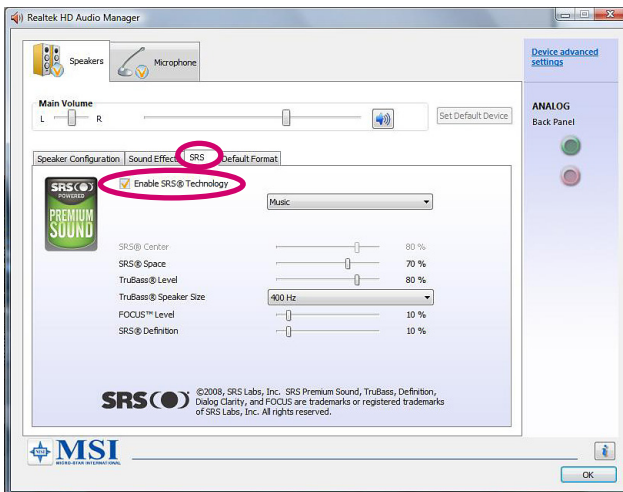 Realtek HD Audio Manager
Speakers
Microphone
Device advanced
settings
Main Volume
L R
Set Default Device
ANALOG
Back Panel
Speaker Configuration Sound Effect SRS Default Format
Enable SRS® Technology
SRS
POWERED
PREMIUM
SOUND
Music
SRS® Center 80 %
SRS® Space 70 %
TruBass® Level 80 %
TruBass® Speaker Size 400 Hz
FOCUS™ Level 10 %
SRS® Definition 10 %
SRS
©2008, SRS Labs, Inc. SRS Premium Sound, TruBass, Definition,
Dialog Clarity, and FOCUS are trademarks or registered trademarks
of SRS Labs, Inc. All rights reserved.
MSI
MSI
MICRO-STAR INTERNATIONAL
i
OK